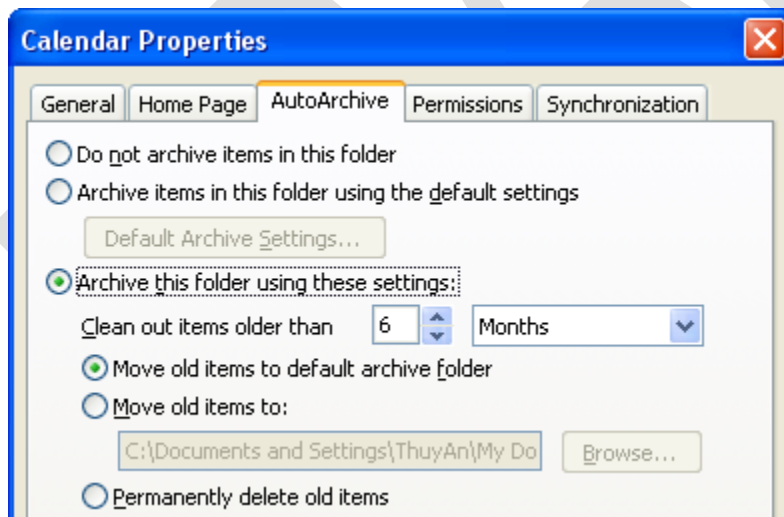 Calendar Properties
General Home Page AutoArchive Permissions Synchronization
Do not archive items in this folder
Archive items in this folder using the default settings
Default Archive Settings...
Archive this folder using these settings:
Clean out items older than 6 Months
Move old items to default archive folder
Move old items to:
C:\Documents and Settings\ThuyAn\My Do Browse...
Permanently delete old items